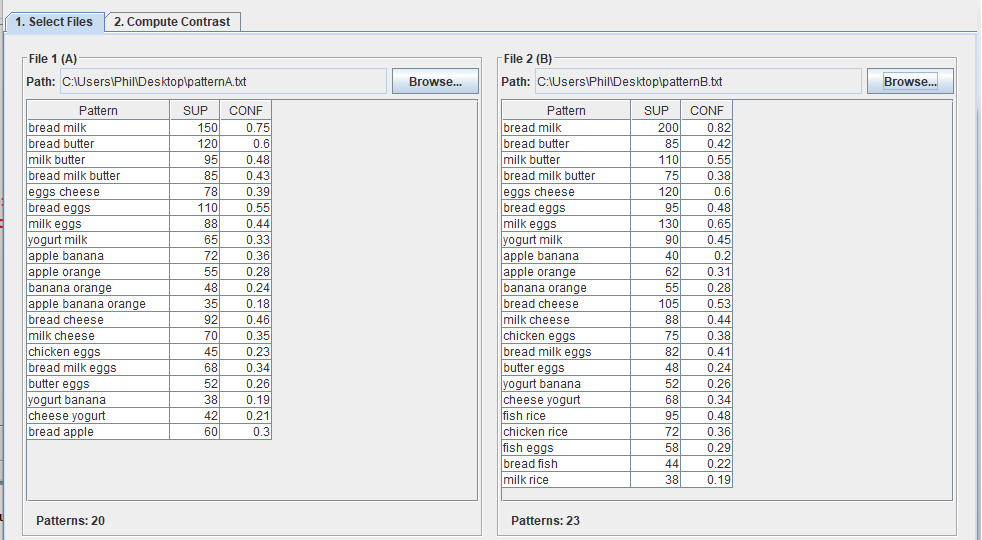 1. Select Files 2. Compute Contrast
File 1 (A)
Path: C:\Users\Phil\Desktop\patternA.txt Browse...
Pattern SUP CONF
bread milk 150 0.75
bread butter 120 0.6
milk butter 95 0.48
bread milk butter 85 0.43
eggs cheese 78 0.39
bread eggs 110 0.55
milk eggs 88 0.44
yogurt milk 65 0.33
apple banana 72 0.36
apple orange 55 0.28
banana orange 48 0.24
apple banana orange 35 0.18
bread cheese 92 0.46
milk cheese 70 0.35
chicken eggs 45 0.23
bread milk eggs 68 0.34
butter eggs 52 0.26
yogurt banana 38 0.19
cheese yogurt 42 0.21
bread apple 60 0.3
Patterns: 20
File 2 (B)
Path: C:\Users\Phil\Desktop\patternB.txt Browse...
Pattern SUP CONF
bread milk 200 0.82
bread butter 85 0.42
milk butter 110 0.55
bread milk butter 75 0.38
eggs cheese 120 0.6
bread eggs 95 0.48
milk eggs 130 0.65
yogurt milk 90 0.45
apple banana 40 0.2
apple orange 62 0.31
banana orange 55 0.28
bread cheese 105 0.53
milk cheese 88 0.44
chicken eggs 75 0.38
bread milk eggs 82 0.41
butter eggs 48 0.24
yogurt banana 52 0.26
cheese yogurt 68 0.34
fish rice 95 0.48
chicken rice 72 0.36
fish eggs 58 0.29
bread fish 44 0.22
milk rice 38 0.19
Patterns: 23